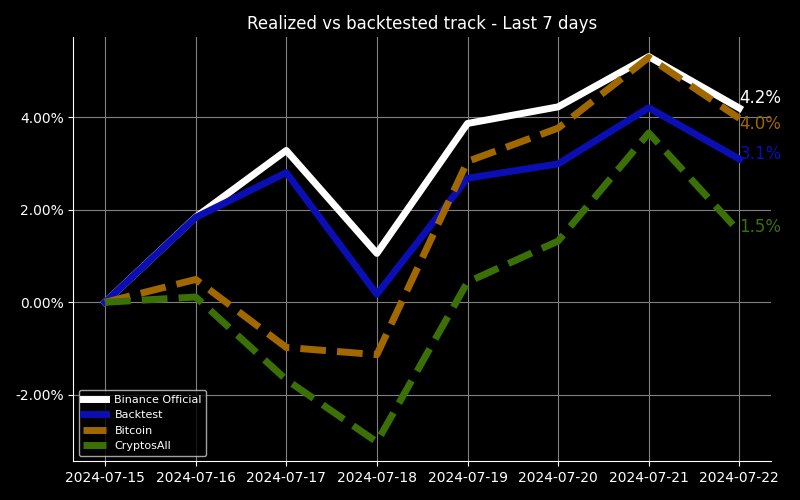 Realized vs backtested track - Last 7 days
4.00%
2.00%
0.00%
-2.00%
4.2%
4.0%
3.1%
1.5%
Binance Official
Backtest
Bitcoin
CryptosAll
2024-07-15 2024-07-16 2024-07-17 2024-07-18 2024-07-19 2024-07-20 2024-07-21 2024-07-22